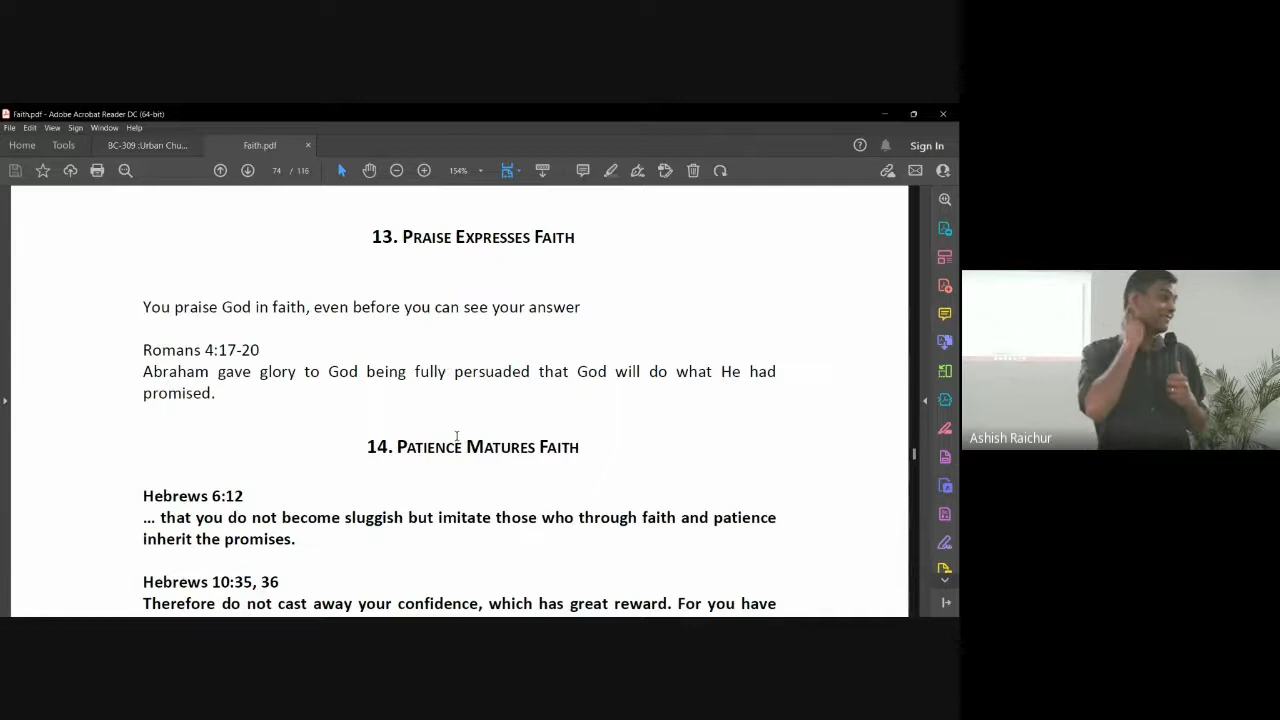 Faith.pdf - Adobe Acrobat Reader DC (64-bit)
File Edit View Sign Window Help
Home Tools BC-309 :Urban Chu... Faith.pdf × Sign In
74 / 116 154%
13. PRAISE EXPRESSES FAITH
You praise God in faith, even before you can see your answer
Romans 4:17-20
Abraham gave glory to God being fully persuaded that God will do what He had
promised.
14. PATIENCE MATURES FAITH
Hebrews 6:12
... that you do not become sluggish but imitate those who through faith and patience
inherit the promises.
Hebrews 10:35, 36
Therefore do not cast away your confidence, which has great reward. For you have
Ashish Raichur